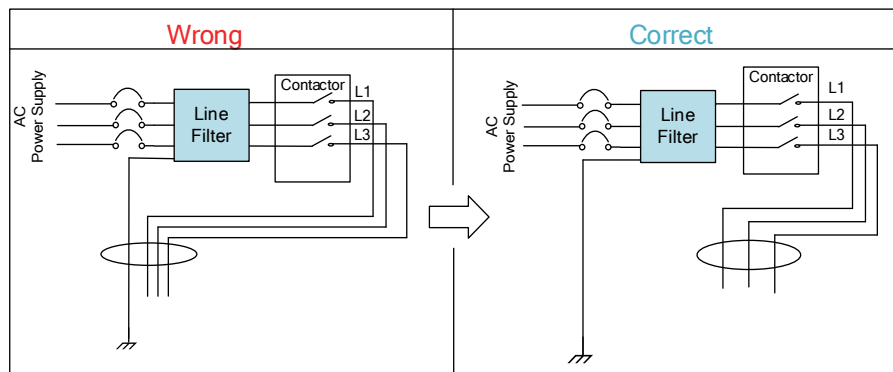 Wrong
Correct
AC
Power Supply
Line
Filter
Contactor
L1
L2
L3
AC
Power Supply
Line
Filter
Contactor
L1
L2
L3